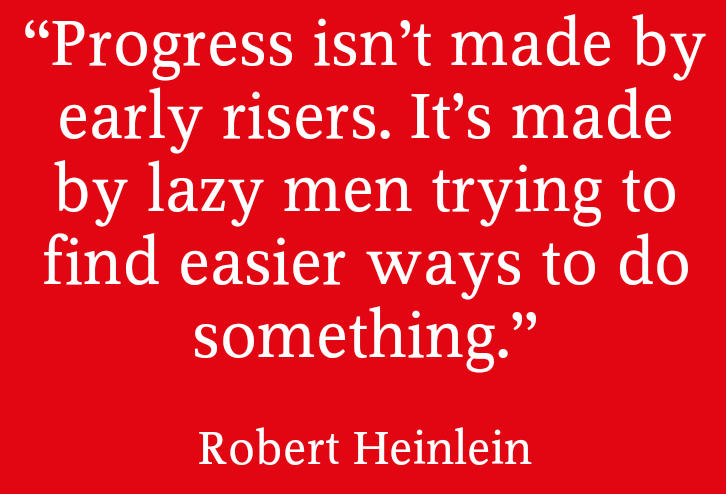 “Progress isn’t made by
early risers. It’s made
by lazy men trying to
find easier ways to do
something.”
Robert Heinlein